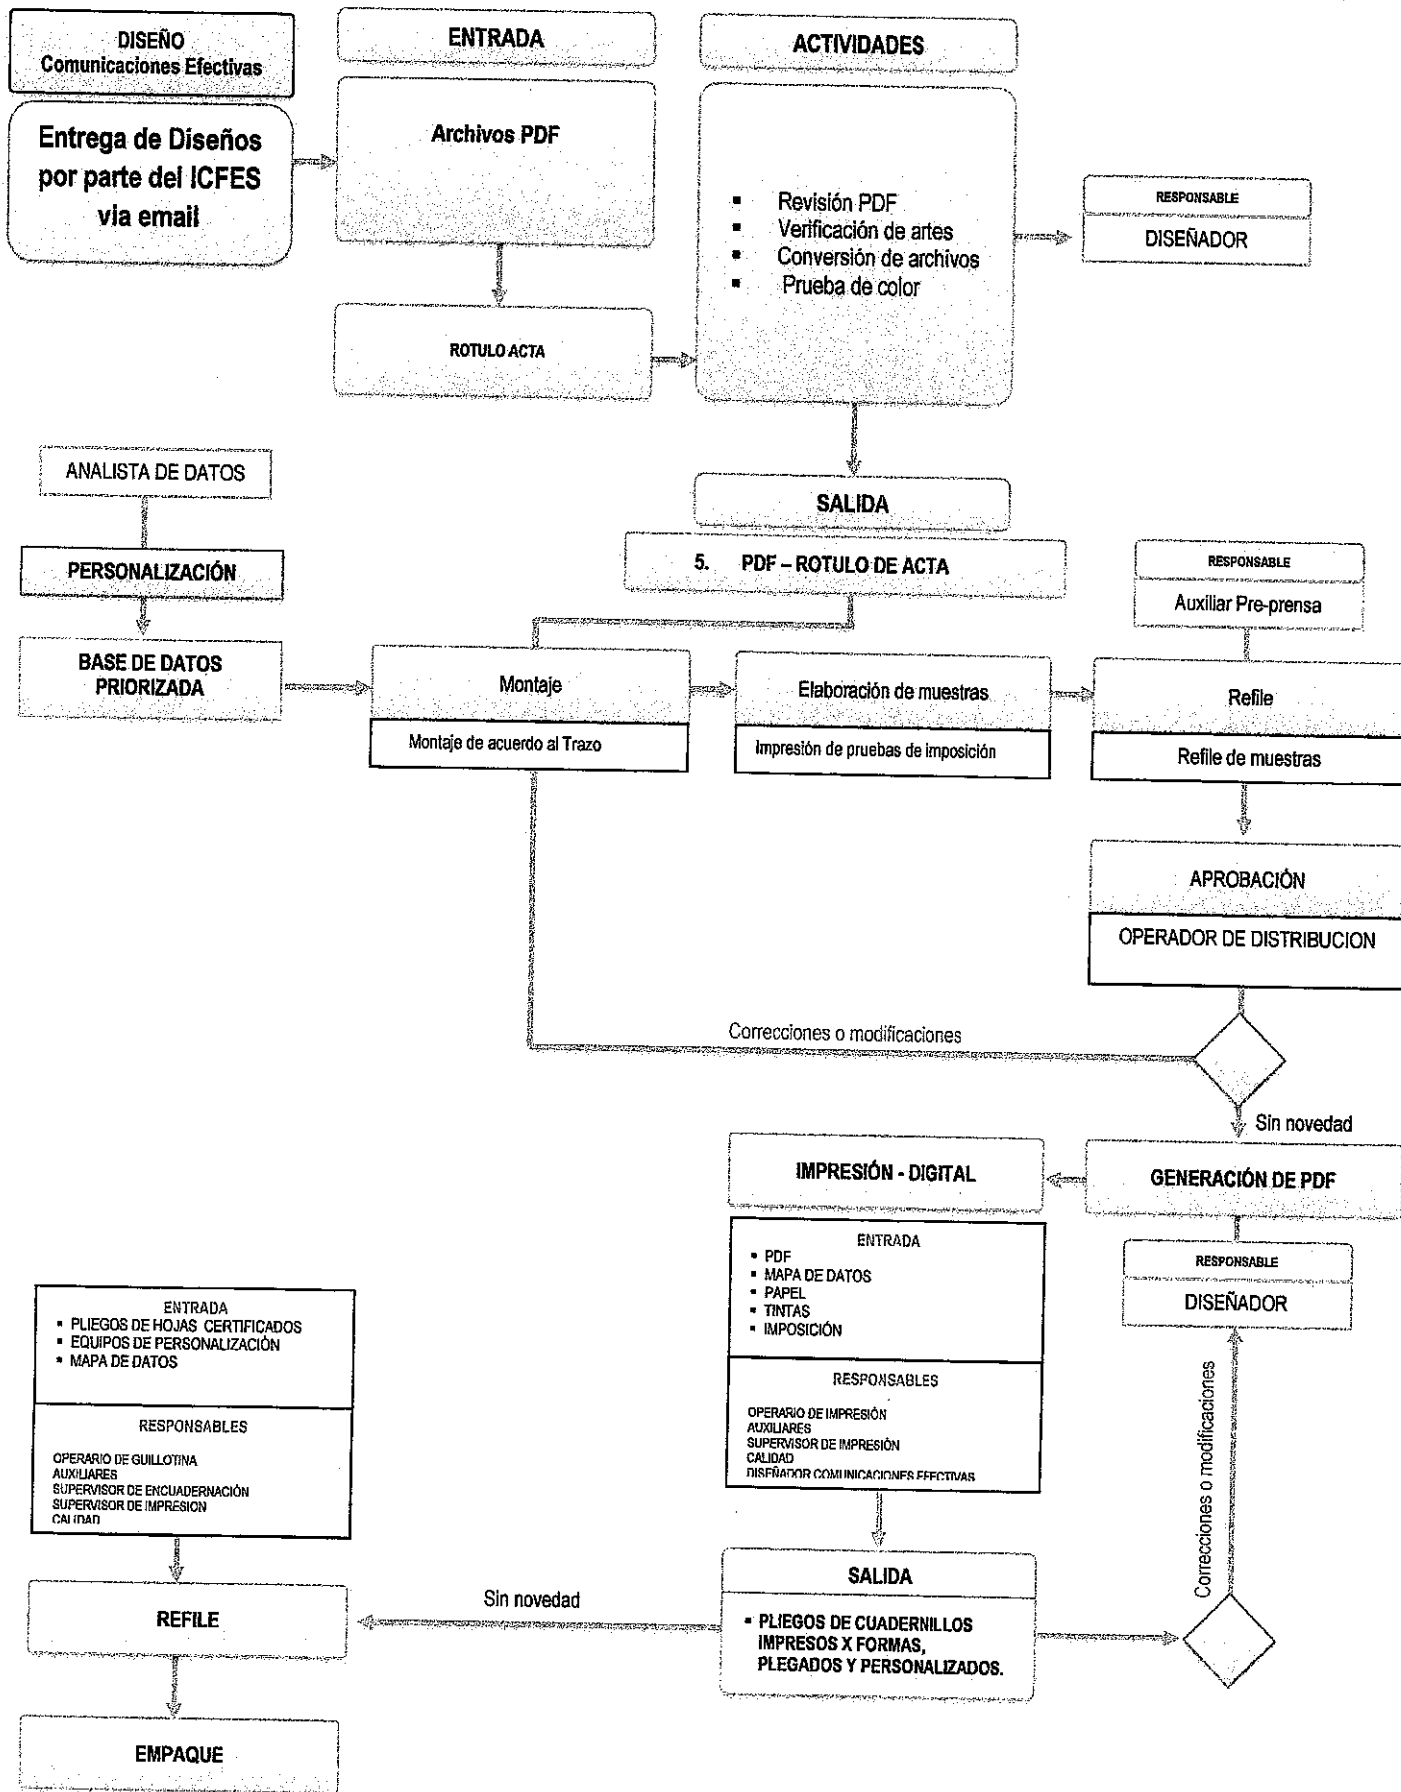 DISEÑO
Comunicaciones Efectivas
ENTRADA
ACTIVIDADES
Entrega de Diseños
por parte del ICFES
via email
Archivos PDF
▪ Revisión PDF
▪ Verificación de artes
▪ Conversión de archivos
▪ Prueba de color
RESPONSABLE
DISEÑADOR
ROTULO ACTA
ANALISTA DE DATOS
SALIDA
5. PDF – ROTULO DE ACTA
PERSONALIZACIÓN
RESPONSABLE
Auxiliar Pre-prensa
BASE DE DATOS
PRIORIZADA
Montaje
Montaje de acuerdo al Trazo
Elaboración de muestras
Impresión de pruebas de imposición
Refile
Refile de muestras
APROBACIÓN
OPERADOR DE DISTRIBUCION
Correcciones o modificaciones
Sin novedad
IMPRESIÓN - DIGITAL
GENERACIÓN DE PDF
ENTRADA
▪ PDF
▪ MAPA DE DATOS
▪ PAPEL
▪ TINTAS
▪ IMPOSICIÓN
RESPONSABLE
DISEÑADOR
RESPONSABLES
OPERARIO DE IMPRESIÓN
AUXILIARES
SUPERVISOR DE IMPRESIÓN
CALIDAD
DISEÑADOR COMUNICACIONES EFECTIVAS
ENTRADA
▪ PLIEGOS DE HOJAS CERTIFICADOS
▪ EQUIPOS DE PERSONALIZACIÓN
▪ MAPA DE DATOS
RESPONSABLES
OPERARIO DE GUILLOTINA
AUXILIARES
SUPERVISOR DE ENCUADERNACIÓN
SUPERVISOR DE IMPRESION
CALIDAD
Correcciones o modificaciones
SALIDA
▪ PLIEGOS DE CUADERNILLOS
IMPRESOS X FORMAS,
PLEGADOS Y PERSONALIZADOS.
Sin novedad
REFILE
EMPAQUE